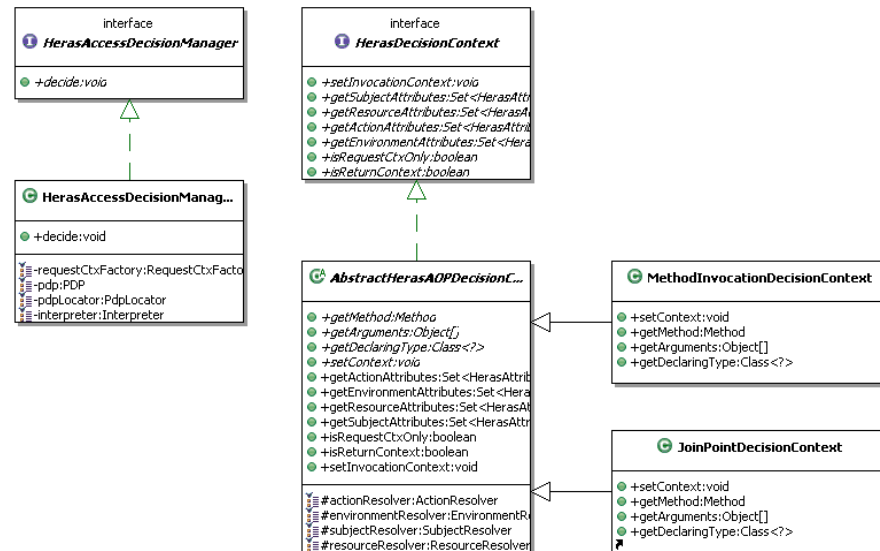 interface
HerasAccessDecisionManager
+decide:void
HerasAccessDecisionManag...
+decide:void
-requestCtxFactory:RequestCtxFacto
-pdp:PDP
-pdpLocator:PdpLocator
-interpreter:Interpreter
interface
HerasDecisionContext
+setInvocationContext:void
+getSubjectAttributes:Set<HerasAttr
+getResourceAttributes:Set<HerasA
+getActionAttributes:Set<HerasAttrib
+getEnvironmentAttributes:Set<Hera
+isRequestCtxOnly:boolean
+isReturnContext:boolean
AbstractHerasAOPDecisionC...
+getMethod:Method
+getArguments:Object[]
+getDeclaringType:Class<?>
+setContext:void
+getActionAttributes:Set<HerasAttrib
+getEnvironmentAttributes:Set<Hera
+getResourceAttributes:Set<HerasAt
+getSubjectAttributes:Set<HerasAttr
+isRequestCtxOnly:boolean
+isReturnContext:boolean
+setInvocationContext:void
#actionResolver:ActionResolver
#environmentResolver:EnvironmentRe
#subjectResolver:SubjectResolver
#resourceResolver:ResourceResolver
MethodInvocationDecisionContext
+setContext:void
+getMethod:Method
+getArguments:Object[]
+getDeclaringType:Class<?>
JoinPointDecisionContext
+setContext:void
+getMethod:Method
+getArguments:Object[]
+getDeclaringType:Class<?>